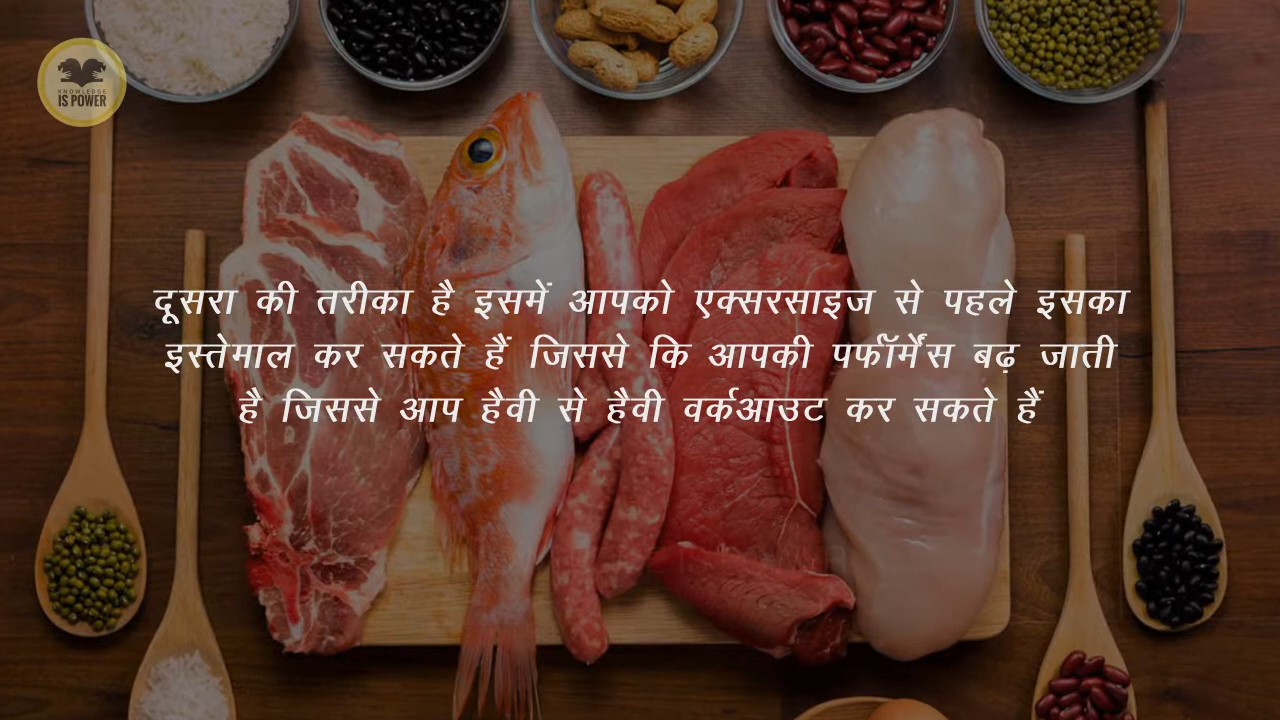 KNOWLEDGE
IS POWER
दूसरा की तरीका है इसमें आपको एक्सरसाइज से पहले इसका
इस्तेमाल कर सकते हैं जिससे कि आपकी पर्फॉर्मेंस बढ़ जाती
है जिससे आप हैवी से हैवी वर्कआउट कर सकते हैं